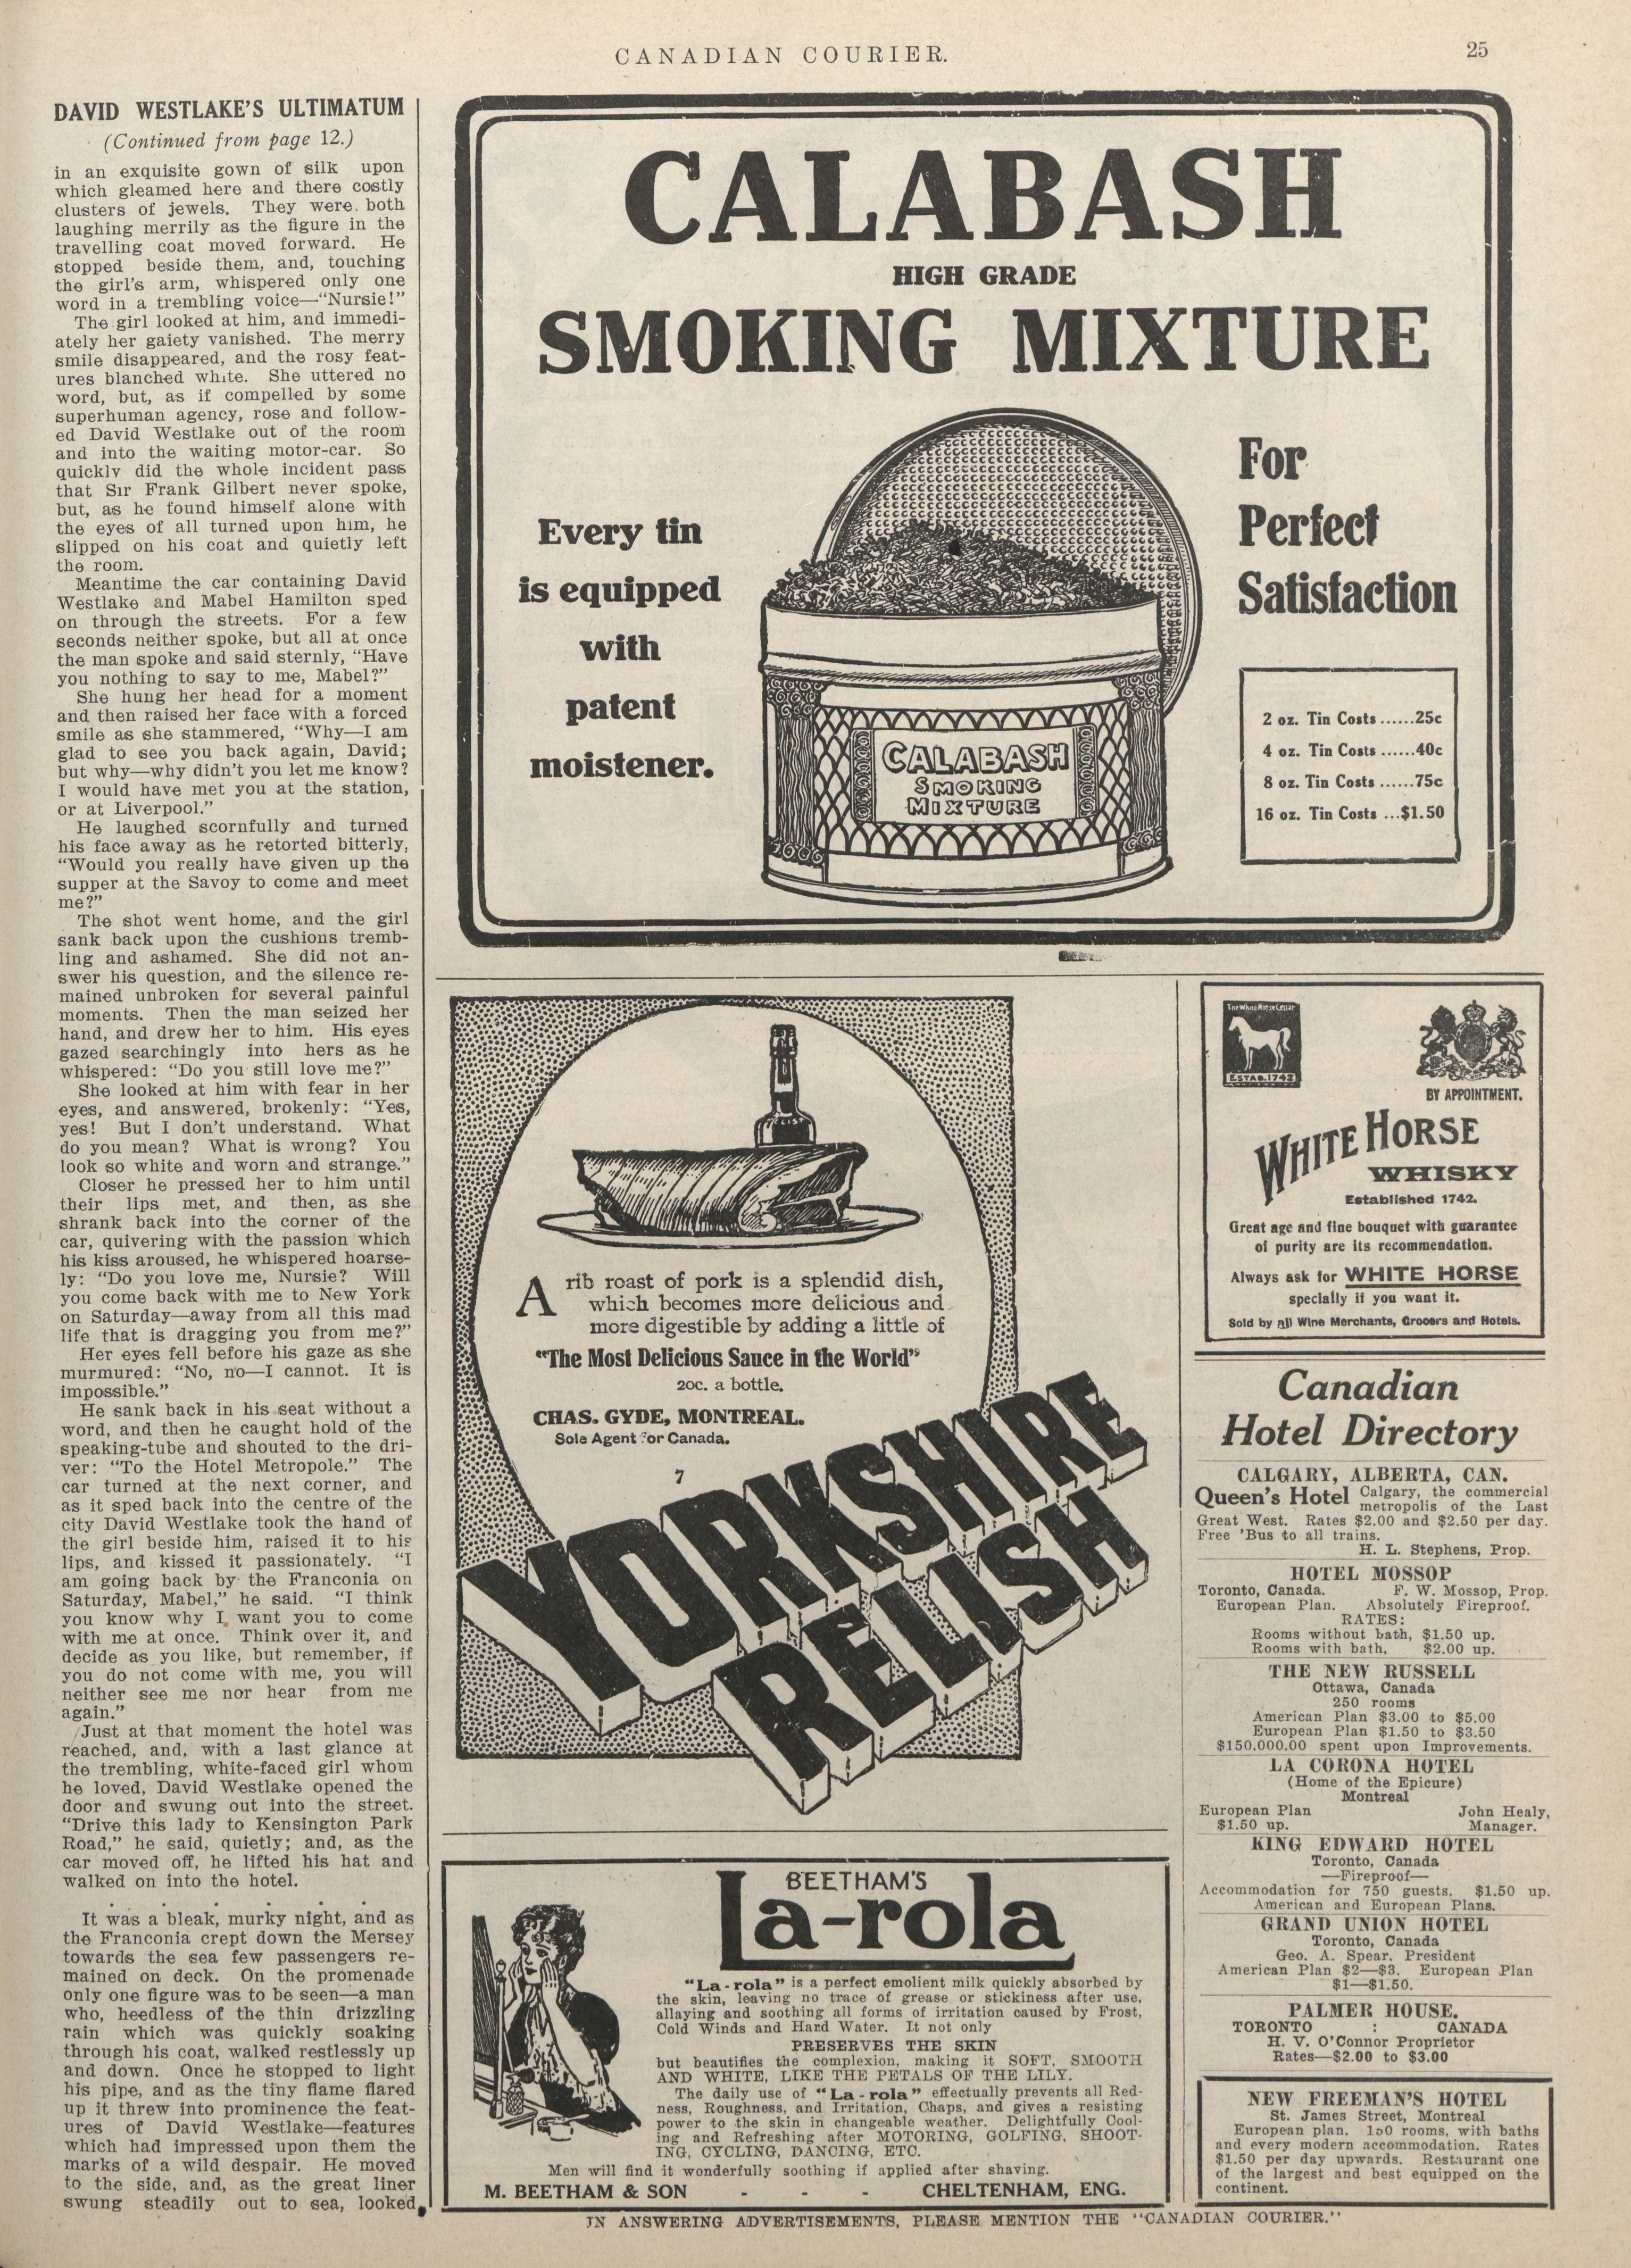 CANADIAN COURIER.
25
DAVID WESTLAKE'S ULTIMATUM
(Continued from page 12.)
in an exquisite gown of silk upon
which gleamed here and there costly
clusters of jewels. They were both
laughing merrily as the figure in the
travelling coat moved forward. He
stopped beside them, and, touching
the girl's arm, whispered only one
word in a trembling voice—"Nursie!"
The girl looked at him, and immedi-
ately her gaiety vanished. The merry
smile disappeared, and the rosy feat-
ures blanched white. She uttered no
word, but, as if compelled by some
superhuman agency, rose and follow-
ed David Westlake out of the room
and into the waiting motor-car. So
quickly did the whole incident pass
that Sir Frank Gilbert never spoke,
but, as he found himself alone with
the eyes of all turned upon him, he
slipped on his coat and quietly left
the room.
Meantime the car containing David
Westlake and Mabel Hamilton sped
on through the streets. For a few
seconds neither spoke, but all at once
the man spoke and said sternly, "Have
you nothing to say to me, Mabel?"
She hung her head for a moment
and then raised her face with a forced
smile as she stammered, "Why—I am
glad to see you back again, David;
but why—why didn't you let me know?
I would have met you at the station,
or at Liverpool."
He laughed scornfully and turned
his face away as he retorted bitterly,
"Would you really have given up the
supper at the Savoy to come and meet
me?"
The shot went home, and the girl
sank back upon the cushions tremb-
ling and ashamed. She did not an-
swer his question, and the silence re-
mained unbroken for several painful
moments. Then the man seized her
hand, and drew her to him. His eyes
gazed searchingly into hers as he
whispered: "Do you still love me?"
She looked at him with fear in her
eyes, and answered, brokenly: "Yes,
yes! But I don't understand. What
do you mean? What is wrong? You
look so white and worn and strange."
Closer he pressed her to him until
their lips met, and then, as she
shrank back into the corner of the
car, quivering with the passion which
his kiss aroused, he whispered hoarse-
ly: "Do you love me, Nursie? Will
you come back with me to New York
on Saturday—away from all this mad
life that is dragging you from me?"
Her eyes fell before his gaze as she
murmured: "No, no—I cannot. It is
impossible."
He sank back in his seat without a
word, and then he caught hold of the
speaking-tube and shouted to the dri-
ver: "To the Hotel Metropole." The
car turned at the next corner, and
as it sped back into the centre of the
city David Westlake took the hand of
the girl beside him, raised it to his
lips, and kissed it passionately. "I
am going back by the Franconia on
Saturday, Mabel," he said. "I think
you know why I want you to come
with me at once. Think over it, and
decide as you like, but remember, if
you do not come with me, you will
neither see me nor hear from me
again."
Just at that moment the hotel was
reached, and, with a last glance at
the trembling, white-faced girl whom
he loved, David Westlake opened the
door and swung out into the street.
"Drive this lady to Kensington Park
Road," he said, quietly; and, as the
car moved off, he lifted his hat and
walked on into the hotel.
. . . . .
It was a bleak, murky night, and as
the Franconia crept down the Mersey
towards the sea few passengers re-
mained on deck. On the promenade
only one figure was to be seen—a man
who, heedless of the thin drizzling
rain which was quickly soaking
through his coat, walked restlessly up
and down. Once he stopped to light
his pipe, and as the tiny flame flared
up it threw into prominence the feat-
ures of David Westlake—features
which had impressed upon them the
marks of a wild despair. He moved
to the side, and, as the great liner
swung steadily out to sea, looked
CALABASH
HIGH GRADE
SMOKING MIXTURE
Every tin
is equipped
with
patent
moistener.
CALABASH
SMOKING
MIXTURE
For
Perfect
Satisfaction
2 oz. Tin Costs ......25c
4 oz. Tin Costs ......40c
8 oz. Tin Costs ......75c
16 oz. Tin Costs ...$1.50
A rib roast of pork is a splendid dish,
which becomes more delicious and
more digestible by adding a little of
"The Most Delicious Sauce in the World"
20c. a bottle.
CHAS. GYDE, MONTREAL.
Sole Agent for Canada.
7
YORKSHIRE
RELISH
BEETHAM'S
La-rola
"La-rola" is a perfect emolient milk quickly absorbed by
the skin, leaving no trace of grease or stickiness after use,
allaying and soothing all forms of irritation caused by Frost,
Cold Winds and Hard Water. It not only
PRESERVES THE SKIN
but beautifies the complexion, making it SOFT, SMOOTH
AND WHITE, LIKE THE PETALS OF THE LILY.
The daily use of "La-rola" effectually prevents all Red-
ness, Roughness, and Irritation, Chaps, and gives a resisting
power to the skin in changeable weather. Delightfully Cool-
ing and Refreshing after MOTORING, GOLFING, SHOOT-
ING, CYCLING, DANCING, ETC.
Men will find it wonderfully soothing if applied after shaving.
M. BEETHAM & SON - - - CHELTENHAM, ENG.
The White Horse Cellar
ESTAB. 1742
BY APPOINTMENT.
WHITE HORSE
WHISKY
Established 1742.
Great age and fine bouquet with guarantee
of purity are its recommendation.
Always ask for WHITE HORSE
specially if you want it.
Sold by all Wine Merchants, Grocers and Hotels.
Canadian
Hotel Directory
CALGARY, ALBERTA, CAN.
Queen's Hotel Calgary, the commercial
metropolis of the Last
Great West. Rates $2.00 and $2.50 per day.
Free 'Bus to all trains.
H. L. Stephens, Prop.
HOTEL MOSSOP
Toronto, Canada. F. W. Mossop, Prop.
European Plan. Absolutely Fireproof.
RATES:
Rooms without bath, $1.50 up.
Rooms with bath, $2.00 up.
THE NEW RUSSELL
Ottawa, Canada
250 rooms
American Plan $3.00 to $5.00
European Plan $1.50 to $3.50
$150.000.00 spent upon Improvements.
LA CORONA HOTEL
(Home of the Epicure)
Montreal
European Plan John Healy,
$1.50 up. Manager.
KING EDWARD HOTEL
Toronto, Canada
—Fireproof—
Accommodation for 750 guests. $1.50 up.
American and European Plans.
GRAND UNION HOTEL
Toronto, Canada
Geo. A. Spear, President
American Plan $2—$3. European Plan
$1—$1.50.
PALMER HOUSE.
TORONTO : CANADA
H. V. O'Connor Proprietor
Rates—$2.00 to $3.00
NEW FREEMAN'S HOTEL
St. James Street, Montreal
European plan. 150 rooms, with baths
and every modern accommodation. Rates
$1.50 per day upwards. Restaurant one
of the largest and best equipped on the
continent.
IN ANSWERING ADVERTISEMENTS, PLEASE MENTION THE "CANADIAN COURIER."